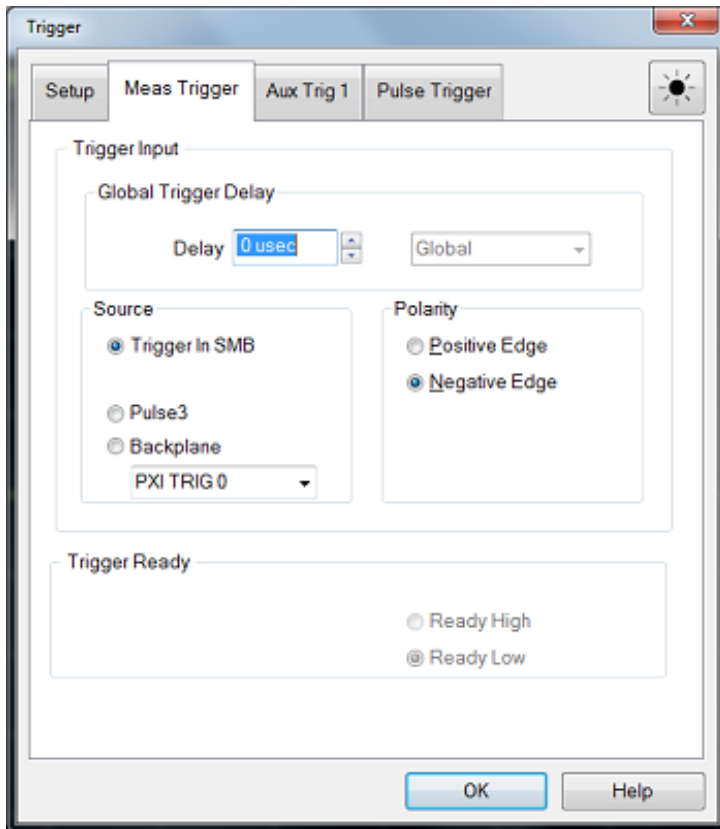 Trigger
Setup Meas Trigger Aux Trig 1 Pulse Trigger
Trigger Input
Global Trigger Delay
Delay 0 usec Global
Source Polarity
Trigger In SMB Positive Edge
Negative Edge
Pulse3
Backplane
PXI TRIG 0
Trigger Ready
Ready High
Ready Low
OK Help